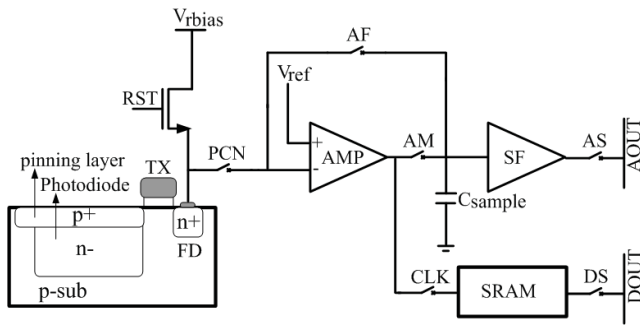 Vrbias
AF
RST
Vref
PCN
+
AMP
-
AM
SF
AS
AOUT
pinning layer
TX
Photodiode
p+
n+
Csample
n-
FD
p-sub
CLK
SRAM
DS
DOUT